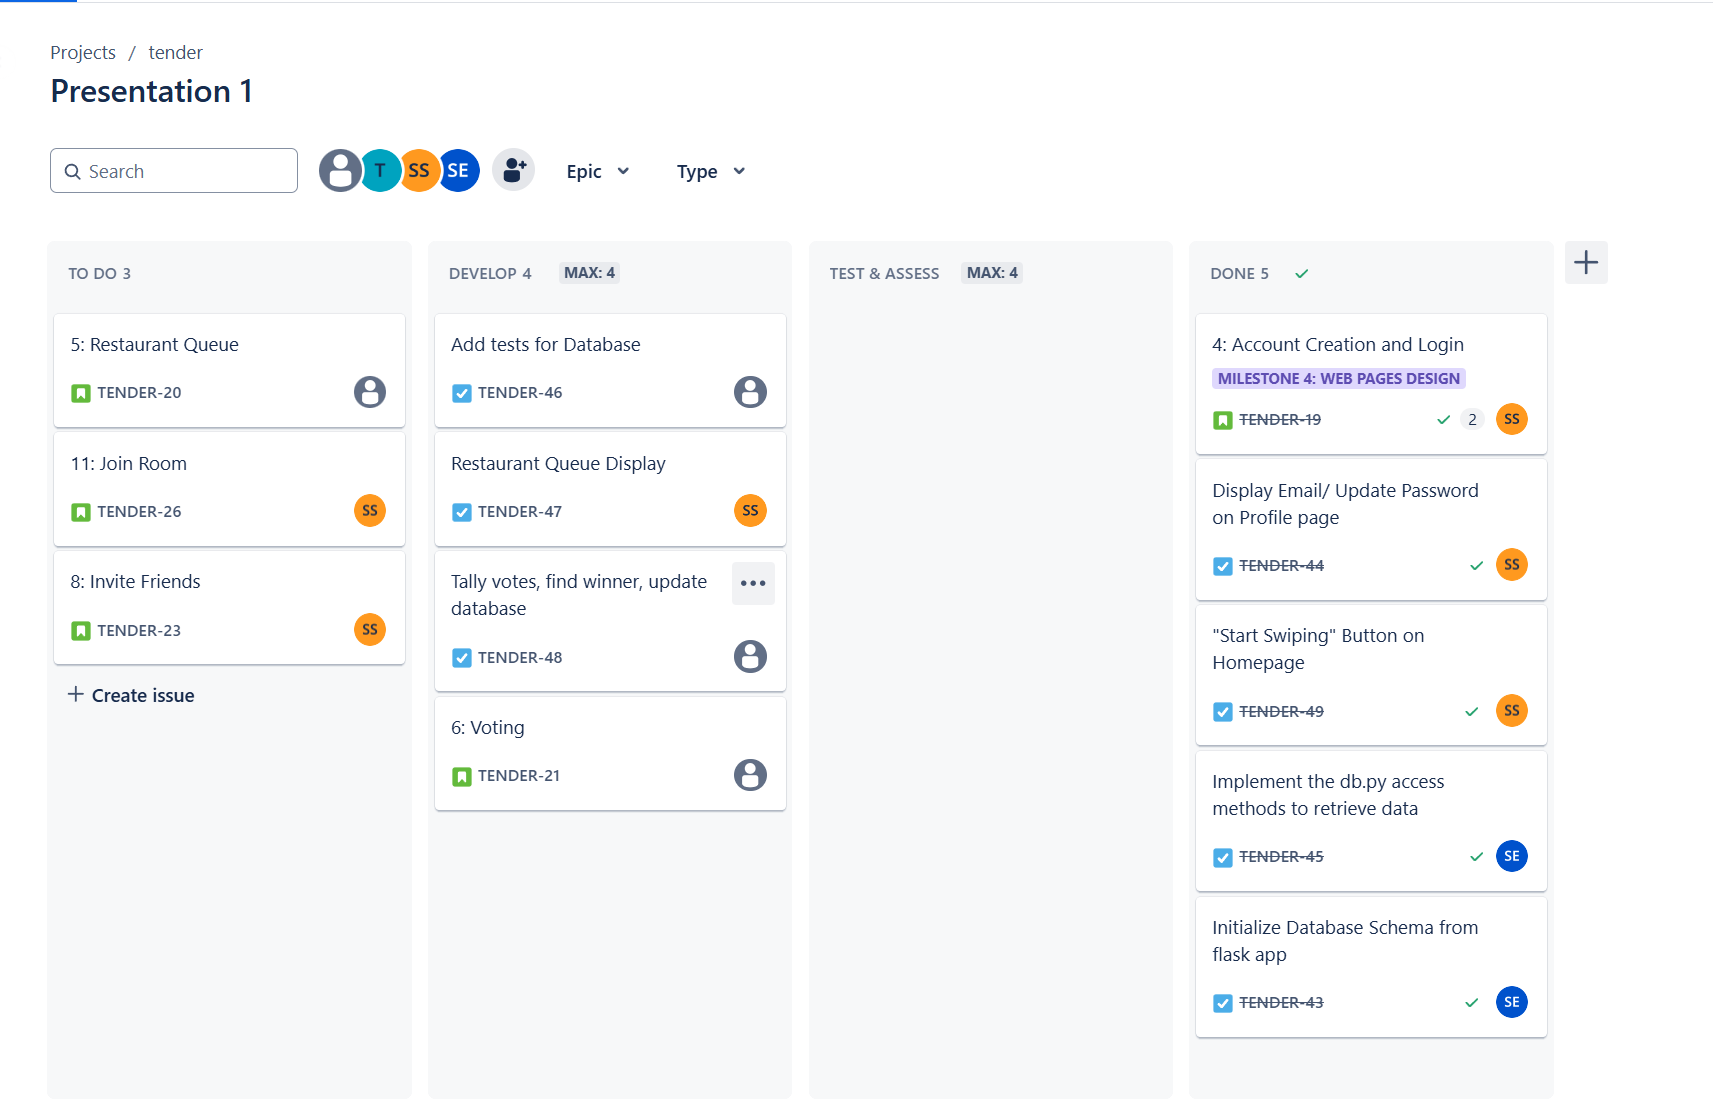 Projects / tender
Presentation 1
Search
T
SS
SE
Epic
Type
TO DO 3
5: Restaurant Queue
TENDER-20
11: Join Room
TENDER-26
SS
8: Invite Friends
TENDER-23
SS
+ Create issue
DEVELOP 4 MAX: 4
Add tests for Database
TENDER-46
Restaurant Queue Display
TENDER-47
SS
Tally votes, find winner, update
database
TENDER-48
6: Voting
TENDER-21
TEST & ASSESS MAX: 4
DONE 5
4: Account Creation and Login
MILESTONE 4: WEB PAGES DESIGN
TENDER-19
2
SS
Display Email/ Update Password
on Profile page
TENDER-44
SS
"Start Swiping" Button on
Homepage
TENDER-49
SS
Implement the db.py access
methods to retrieve data
TENDER-45
SE
Initialize Database Schema from
flask app
TENDER-43
SE